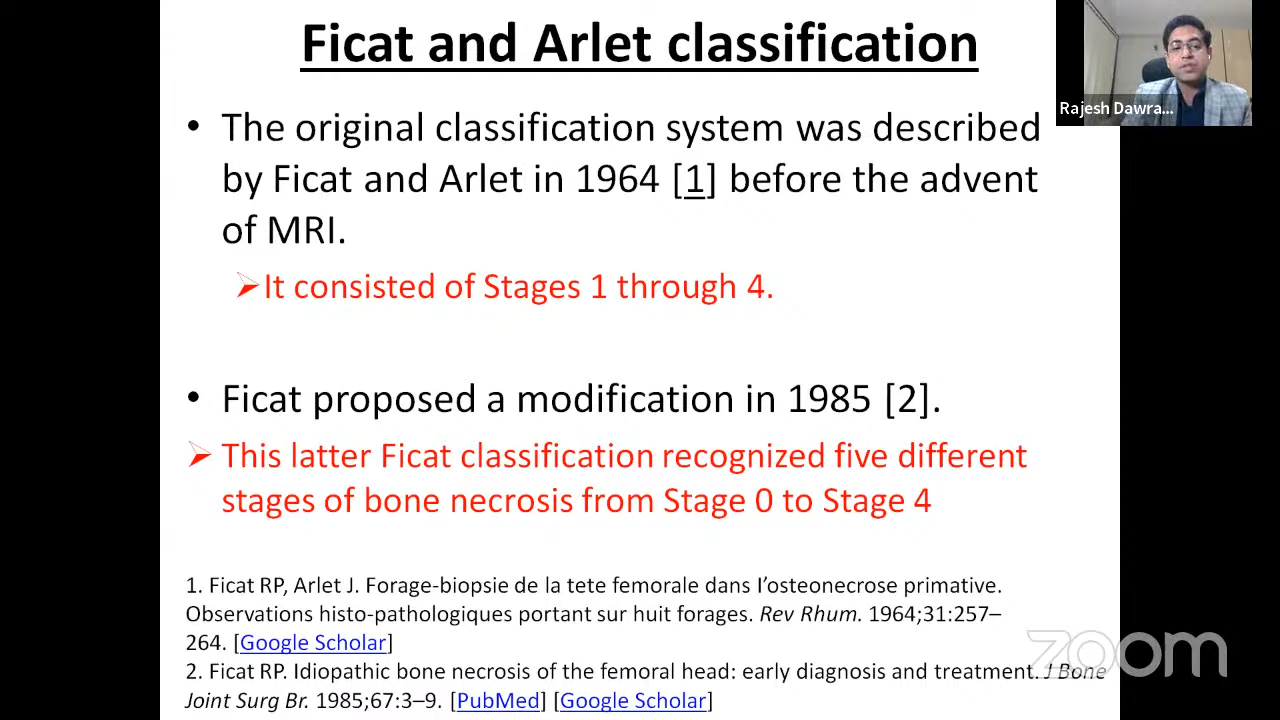 Ficat and Arlet classification
Rajesh Dawra...
• The original classification system was described
by Ficat and Arlet in 1964 [1] before the advent
of MRI.
➢It consisted of Stages 1 through 4.
• Ficat proposed a modification in 1985 [2].
➢ This latter Ficat classification recognized five different
stages of bone necrosis from Stage 0 to Stage 4
1. Ficat RP, Arlet J. Forage-biopsie de la tete femorale dans I’osteonecrose primative.
Observations histo-pathologiques portant sur huit forages. Rev Rhum. 1964;31:257–
264. [Google Scholar]
2. Ficat RP. Idiopathic bone necrosis of the femoral head: early diagnosis and treatment. J Bone
Joint Surg Br. 1985;67:3–9. [PubMed] [Google Scholar]
zoom